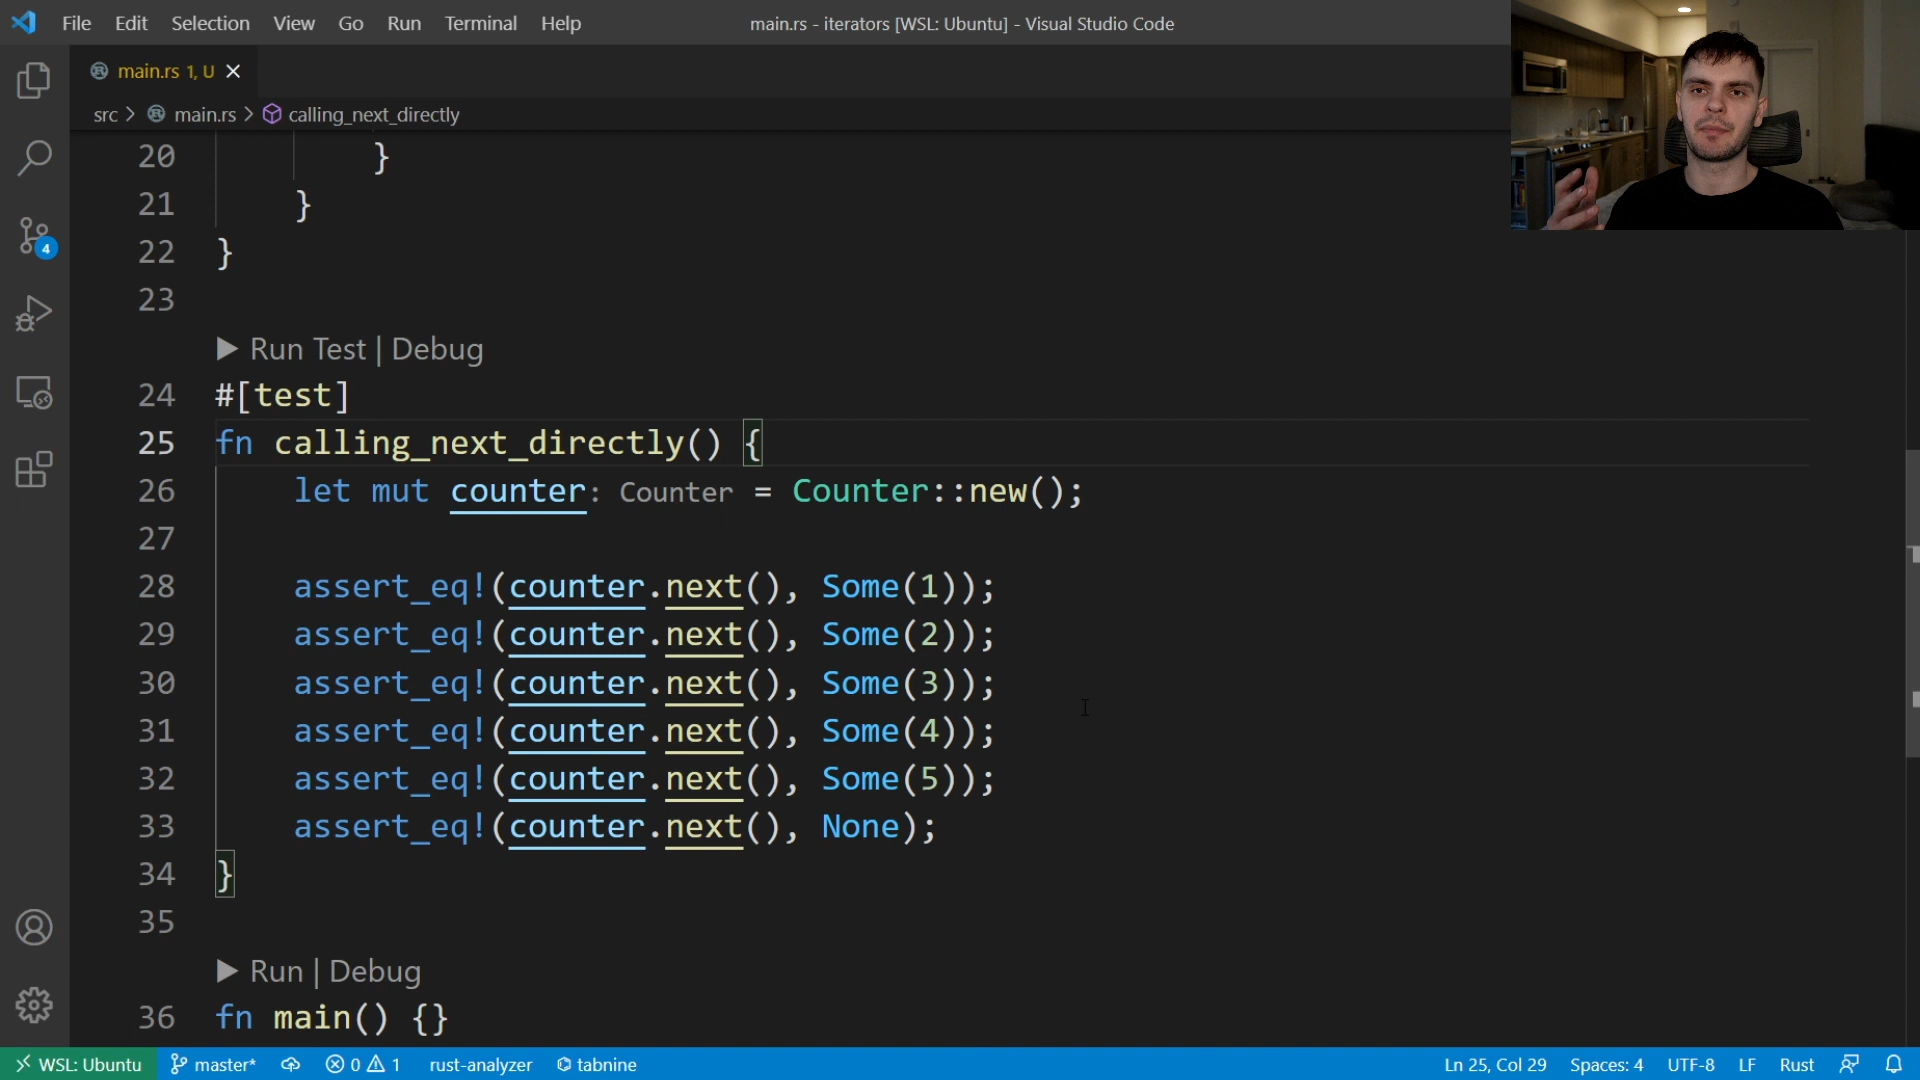 File Edit Selection View Go Run Terminal Help
main.rs - iterators [WSL: Ubuntu] - Visual Studio Code
main.rs 1, U
src > main.rs > calling_next_directly
20 }
21 }
22 }
23
Run Test | Debug
24 #[test]
25 fn calling_next_directly() {
26 let mut counter: Counter = Counter::new();
27
28 assert_eq!(counter.next(), Some(1));
29 assert_eq!(counter.next(), Some(2));
30 assert_eq!(counter.next(), Some(3));
31 assert_eq!(counter.next(), Some(4));
32 assert_eq!(counter.next(), Some(5));
33 assert_eq!(counter.next(), None);
34 }
35
Run | Debug
36 fn main() {}
4
WSL: Ubuntu master* 0 1 rust-analyzer tabnine Ln 25, Col 29 Spaces: 4 UTF-8 LF Rust